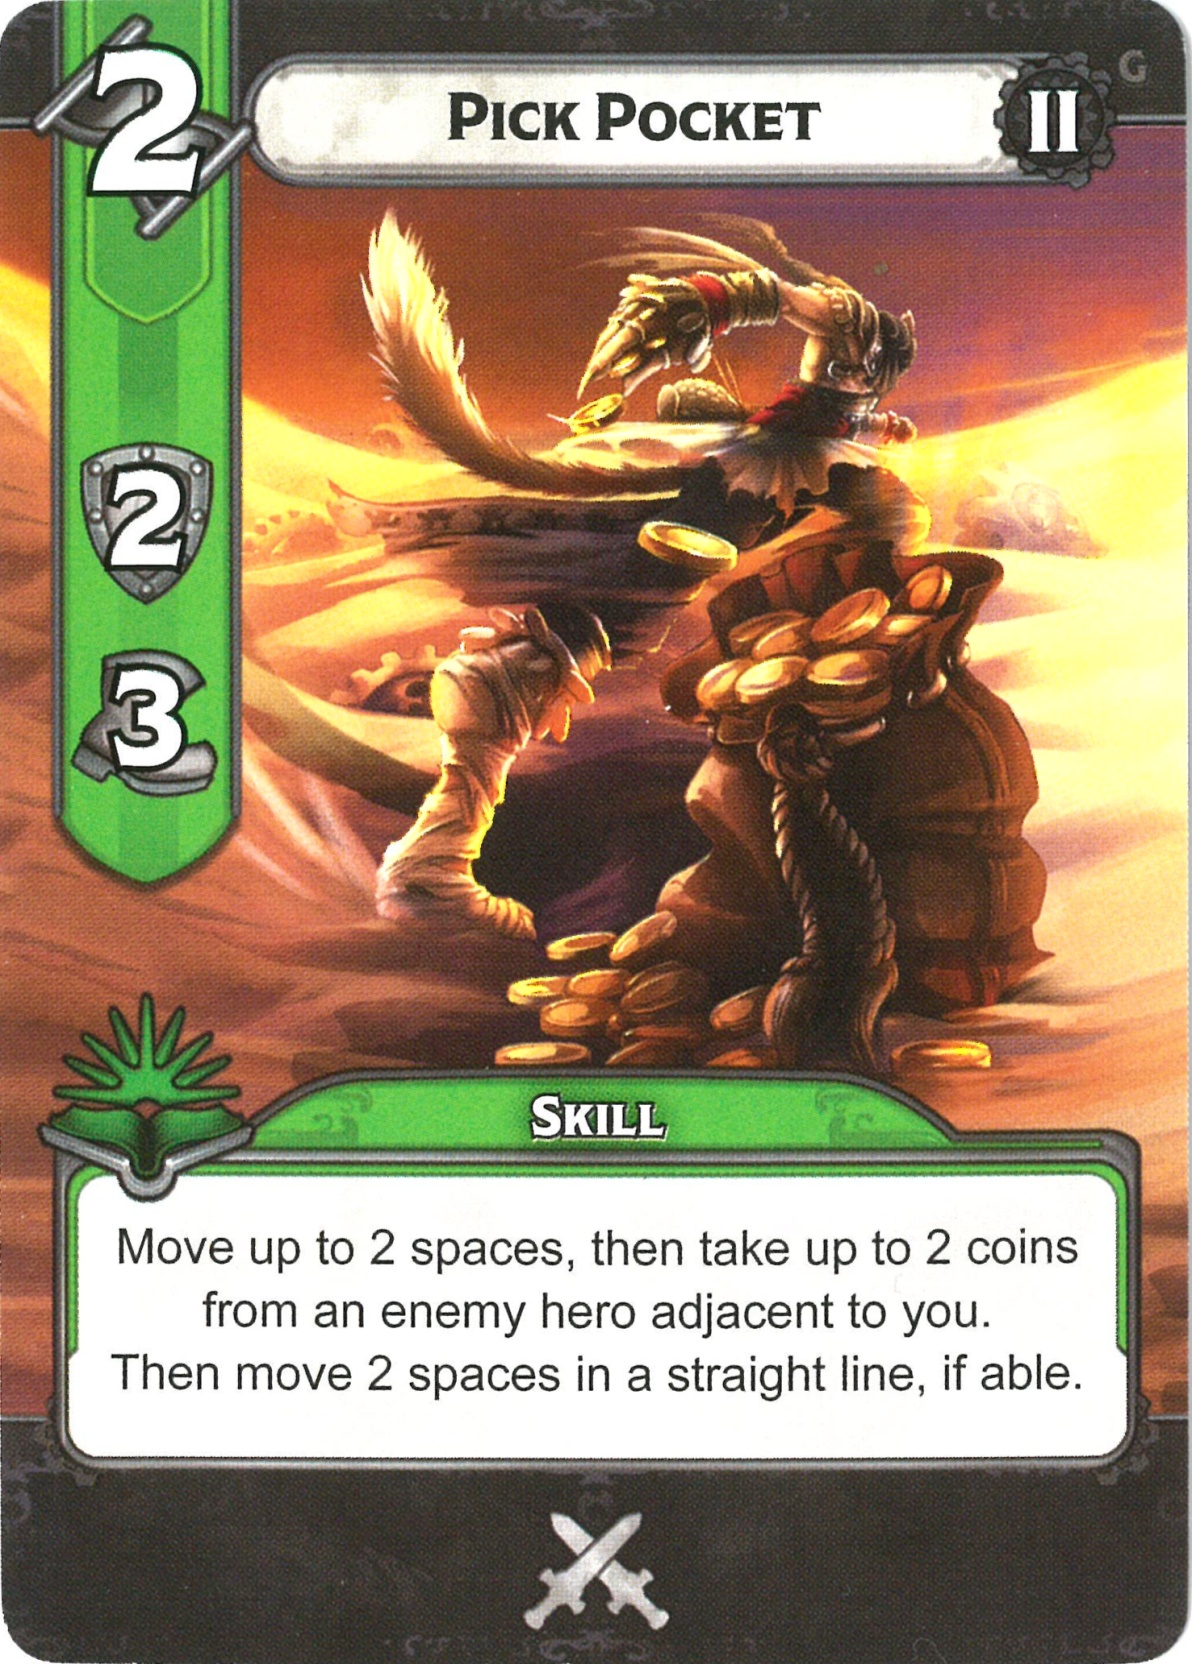 2
PICK POCKET
II
G
2
3
SKILL
Move up to 2 spaces, then take up to 2 coins
from an enemy hero adjacent to you.
Then move 2 spaces in a straight line, if able.